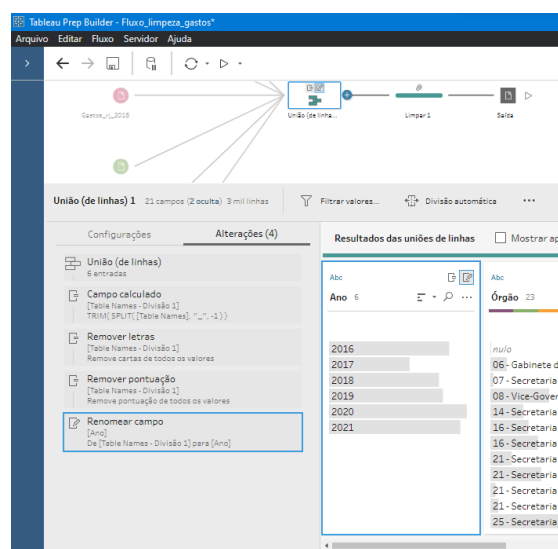 Tableau Prep Builder - Fluxo_limpeza_gastos*
Arquivo Editar Fluxo Servidor Ajuda
Gastos_rj_2016
União (de linha...
Limpar 1
Saída
União (de linhas) 1 21 campos (2 oculta) 3 mil linhas Filtrar valores... Divisão automática ...
Configurações Alterações (4) Resultados das uniões de linhas Mostrar ap
União (de linhas)
6 entradas
Campo calculado
[Table Names - Divisão 1]
TRIM( SPLIT( [Table Names], "_", -1 ) )
Remover letras
[Table Names - Divisão 1]
Remove cartas de todos os valores
Remover pontuação
[Table Names - Divisão 1]
Remove pontuação de todos os valores
Renomear campo
[Ano]
De [Table Names - Divisão 1] para [Ano]
Abc
Ano 6
2016
2017
2018
2019
2020
2021
Abc
Órgão 23
nulo
06 - Gabinete d
07 - Secretaria
08 - Vice-Gover
14 - Secretaria
16 - Secretaria
16 - Secretaria
21 - Secretaria
21 - Secretaria
21 - Secretaria
21 - Secretaria
25 - Secretaria